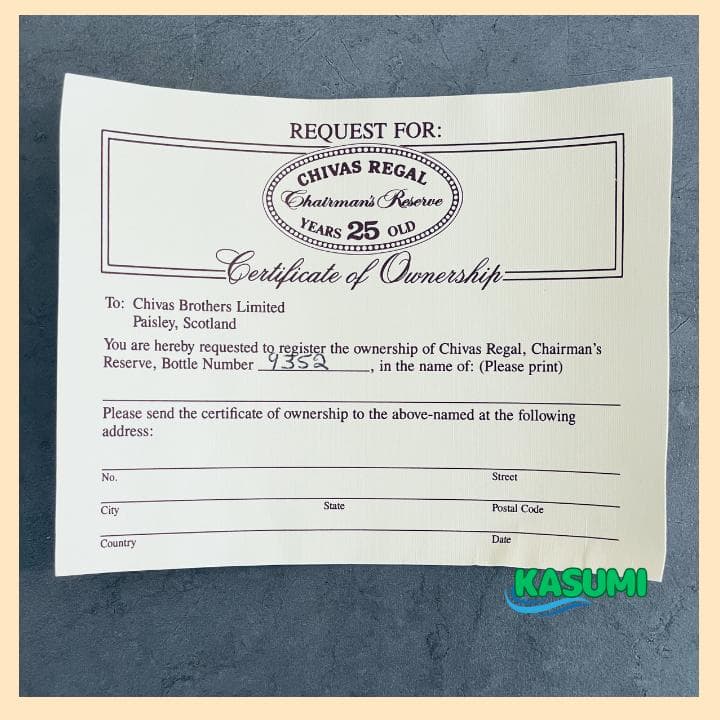 REQUEST FOR:
CHIVAS REGAL
Chairman's Reserve
YEARS 25 OLD
Certificate of Ownership
To: Chivas Brothers Limited
Paisley, Scotland
You are hereby requested to register the ownership of Chivas Regal, Chairman's
Reserve, Bottle Number 9352, in the name of: (Please print)
Please send the certificate of ownership to the above-named at the following
address:
No. Street
City State Postal Code
Country Date
KASUMI